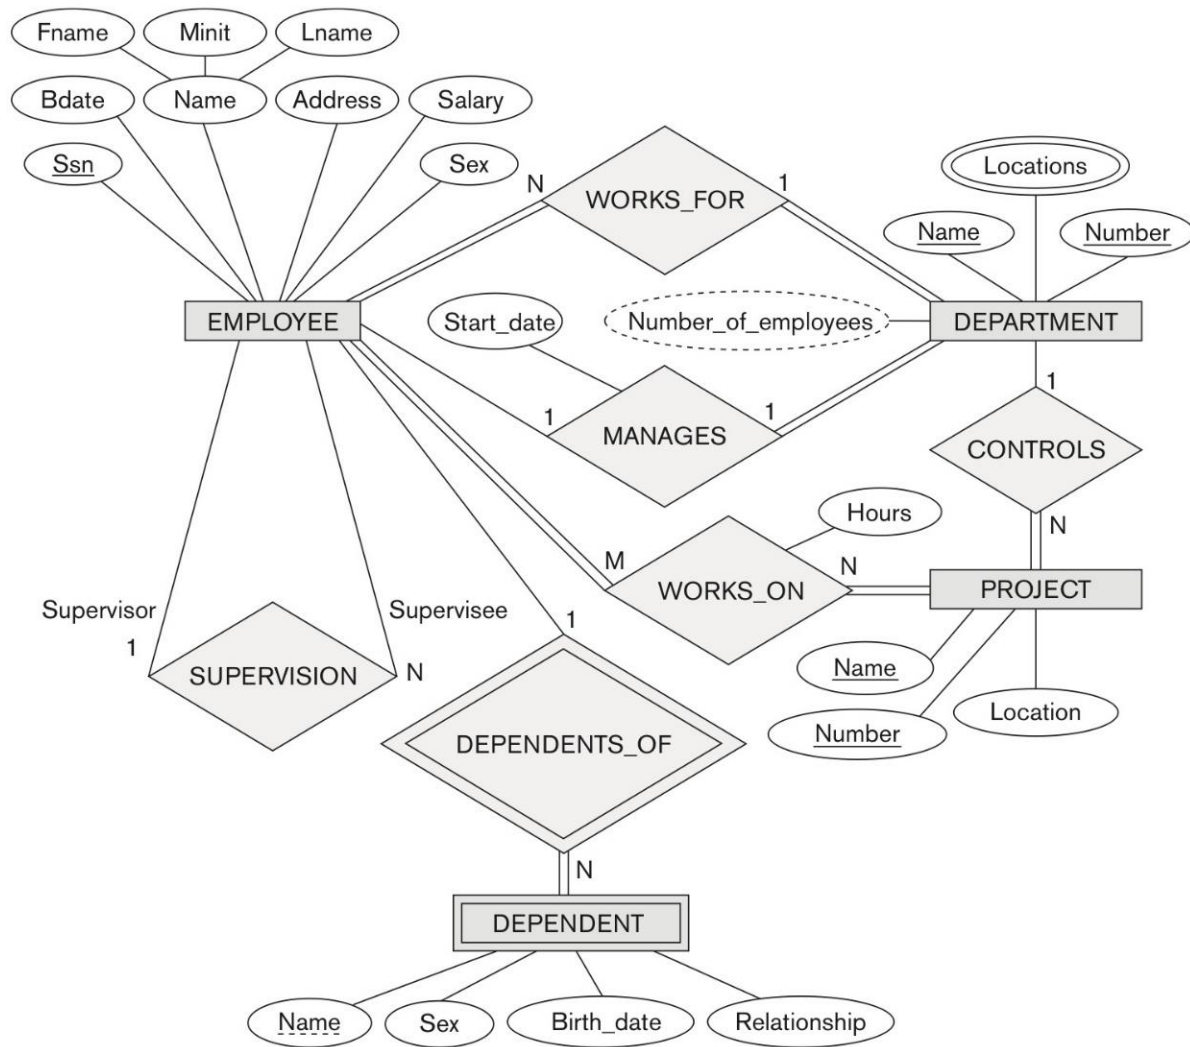 Fname
Minit
Lname
Bdate
Name
Address
Salary
Ssn
Sex
N
WORKS_FOR
1
Locations
Name
Number
EMPLOYEE
Start_date
Number_of_employees
DEPARTMENT
1
MANAGES
1
1
CONTROLS
N
Hours
M
WORKS_ON
N
PROJECT
Supervisor
1
Supervisee
N
SUPERVISION
1
Name
Number
Location
DEPENDENTS_OF
N
DEPENDENT
Name
Sex
Birth_date
Relationship